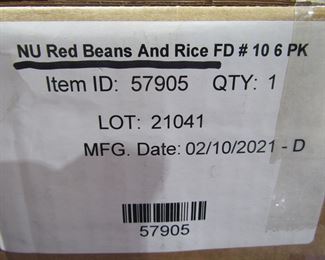 NU Red Beans And Rice FD # 10 6 PK
Item ID: 57905 QTY: 1
LOT: 21041
MFG. Date: 02/10/2021 - D
57905